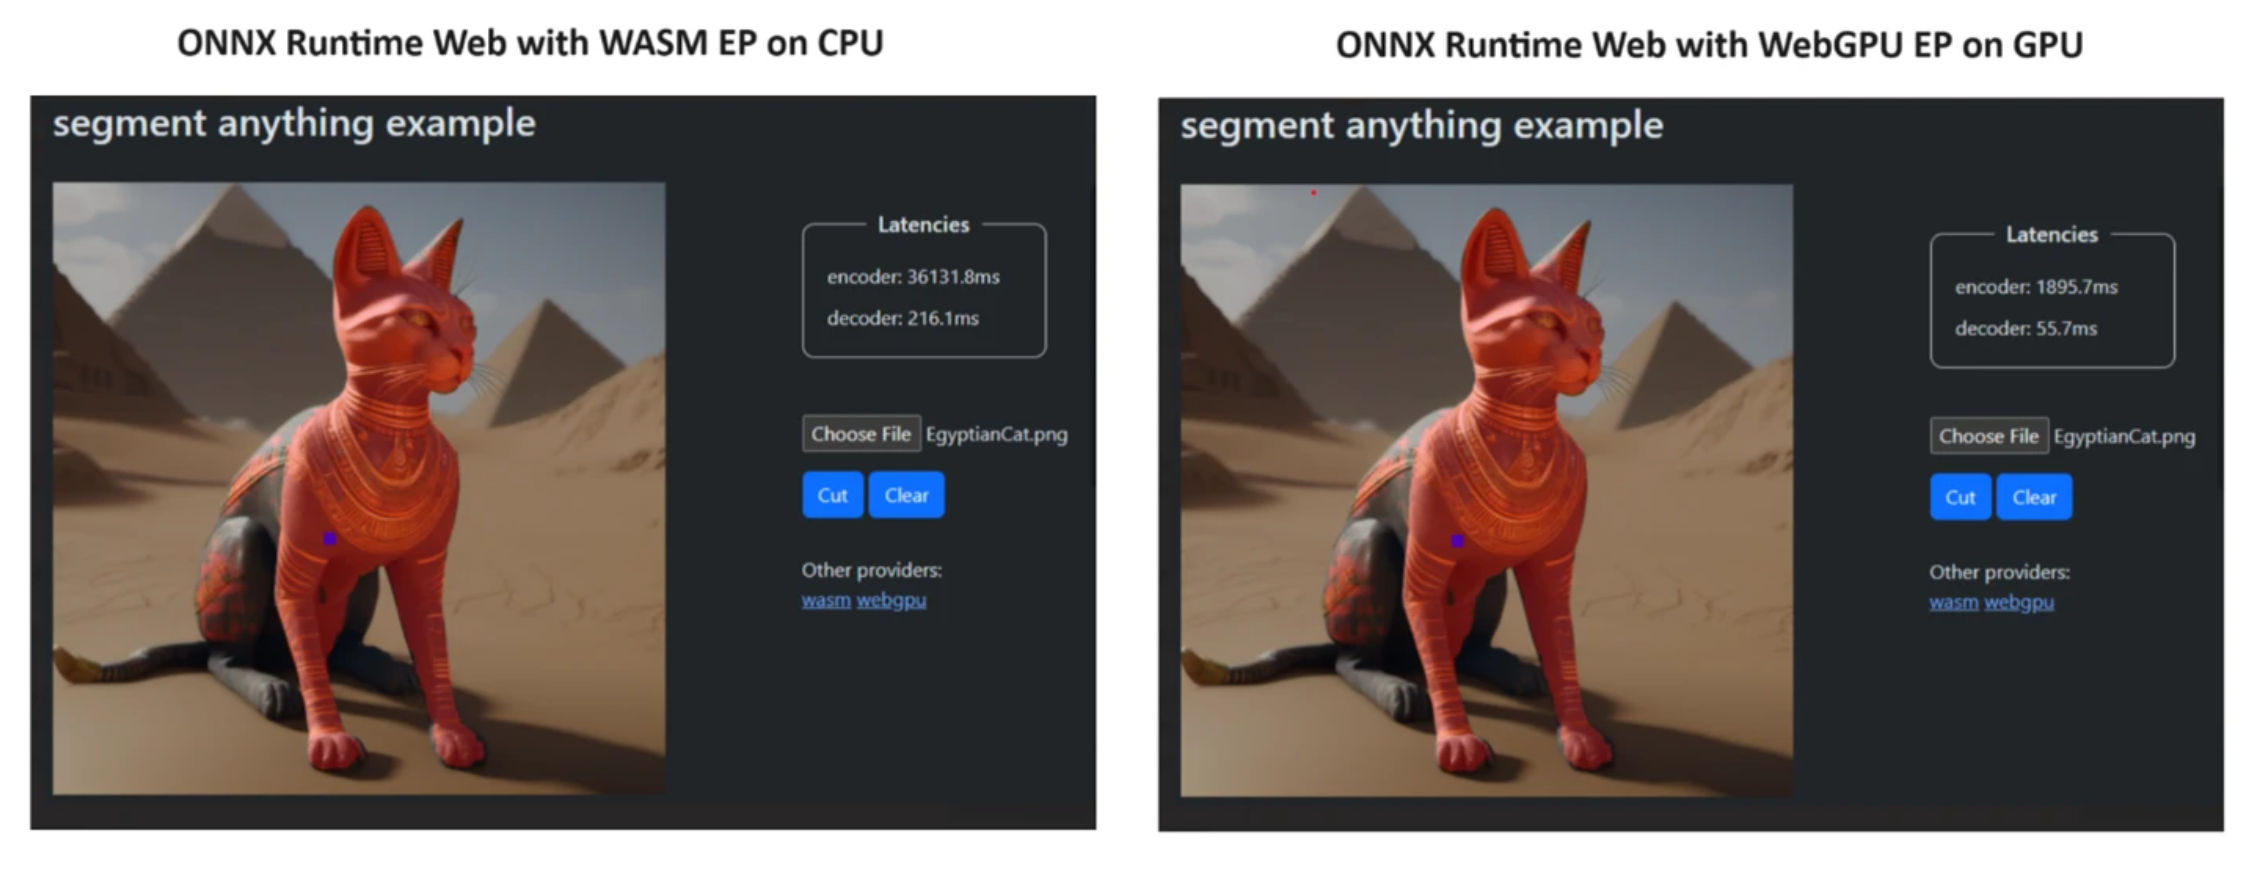 ONNX Runtime Web with WASM EP on CPU
segment anything example
Latencies
encoder: 36131.8ms
decoder: 216.1ms
Choose File EgyptianCat.png
Cut Clear
Other providers:
wasm webgpu
ONNX Runtime Web with WebGPU EP on GPU
segment anything example
Latencies
encoder: 1895.7ms
decoder: 55.7ms
Choose File EgyptianCat.png
Cut Clear
Other providers:
wasm webgpu